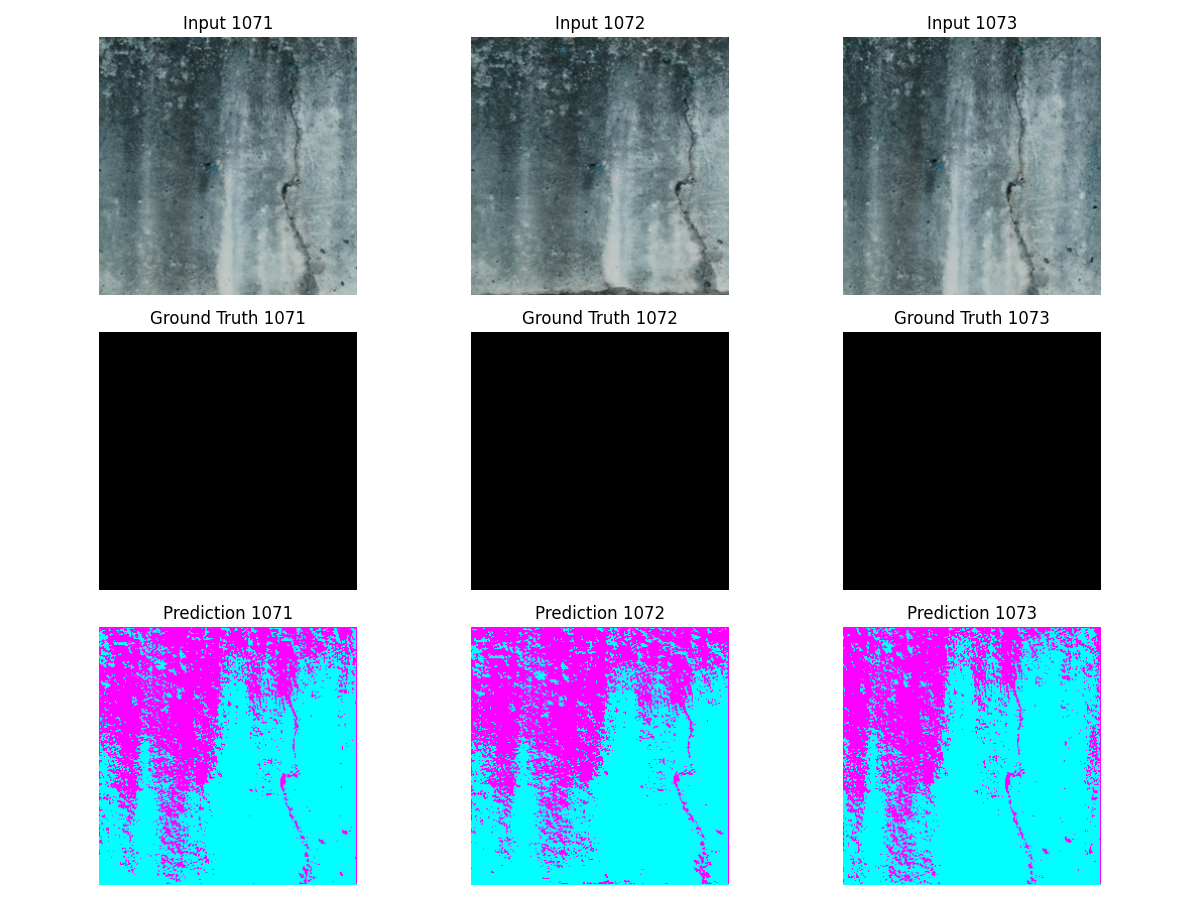 Input 1071
Input 1072
Input 1073
Ground Truth 1071
Ground Truth 1072
Ground Truth 1073
Prediction 1071
Prediction 1072
Prediction 1073